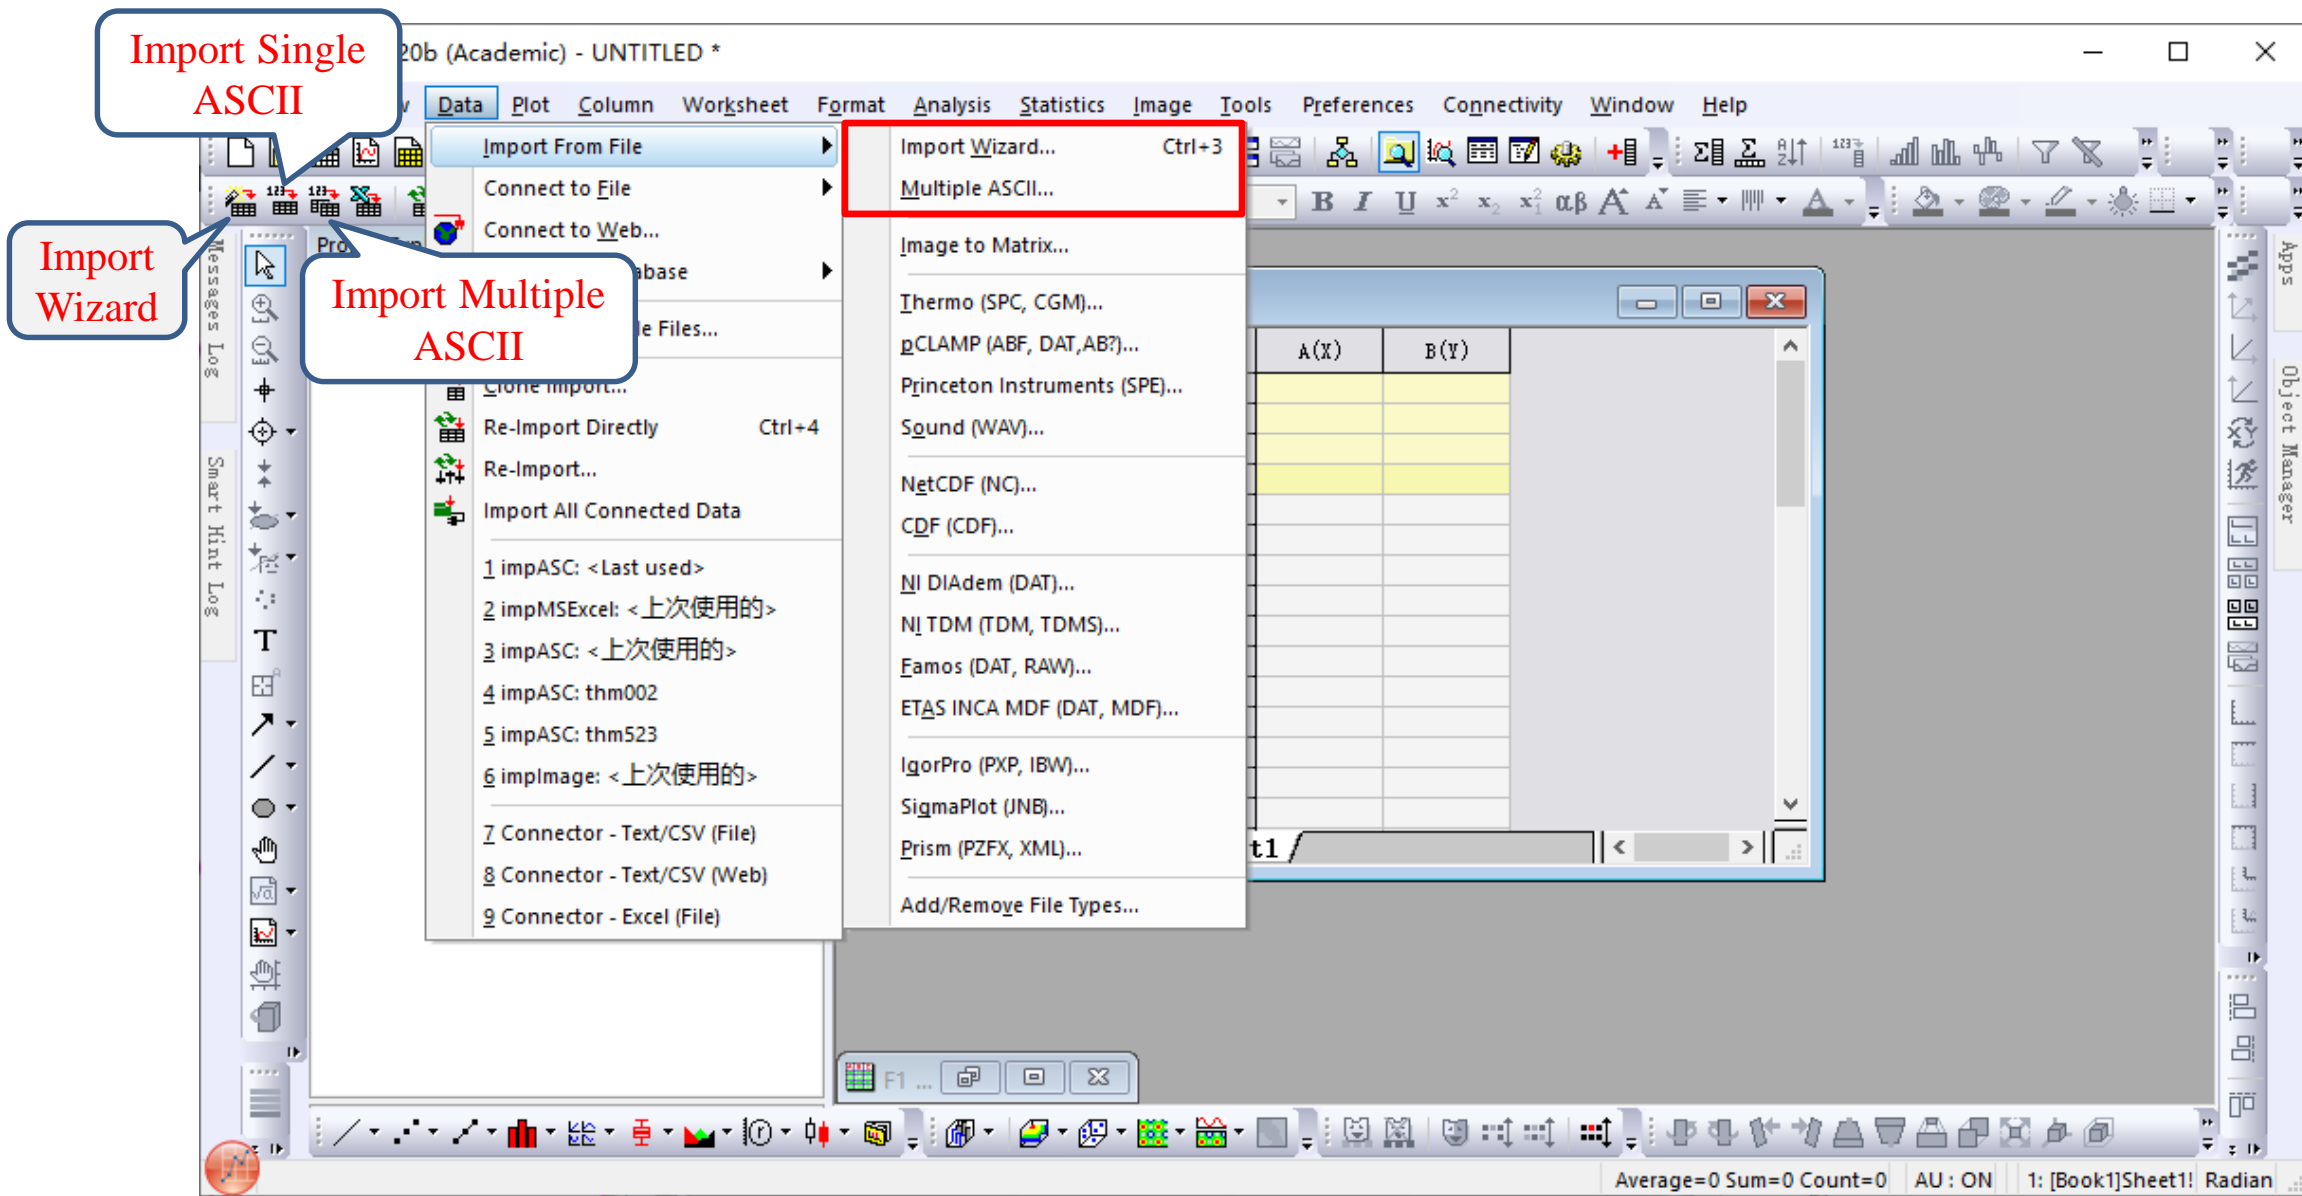 Import Single
ASCII
20b (Academic) - UNTITLED *
Data Plot Column Worksheet Format Analysis Statistics Image Tools Preferences Connectivity Window Help
Import
Wizard
Import Multiple
ASCII
Import From File
Connect to File
Connect to Web...
abase
le Files...
Clone Import...
Re-Import Directly Ctrl+4
Re-Import...
Import All Connected Data
1 impASC: <Last used>
2 impMSExcel: <上次使用的>
3 impASC: <上次使用的>
4 impASC: thm002
5 impASC: thm523
6 impImage: <上次使用的>
7 Connector - Text/CSV (File)
8 Connector - Text/CSV (Web)
9 Connector - Excel (File)
Import Wizard... Ctrl+3
Multiple ASCII...
Image to Matrix...
Thermo (SPC, CGM)...
pCLAMP (ABF, DAT,AB?)...
Princeton Instruments (SPE)...
Sound (WAV)...
NetCDF (NC)...
CDF (CDF)...
NI DIAdem (DAT)...
NI TDM (TDM, TDMS)...
Famos (DAT, RAW)...
ETAS INCA MDF (DAT, MDF)...
IgorPro (PXP, IBW)...
SigmaPlot (JNB)...
Prism (PZFX, XML)...
Add/Remove File Types...
B I U x² x₂ αβ A A A
Messages Log
Smart Hint Log
T
A(X) B(Y)
t1
Apps
Object Manager
F1 ...
Average=0 Sum=0 Count=0 AU : ON 1: [Book1]Sheet1! Radian